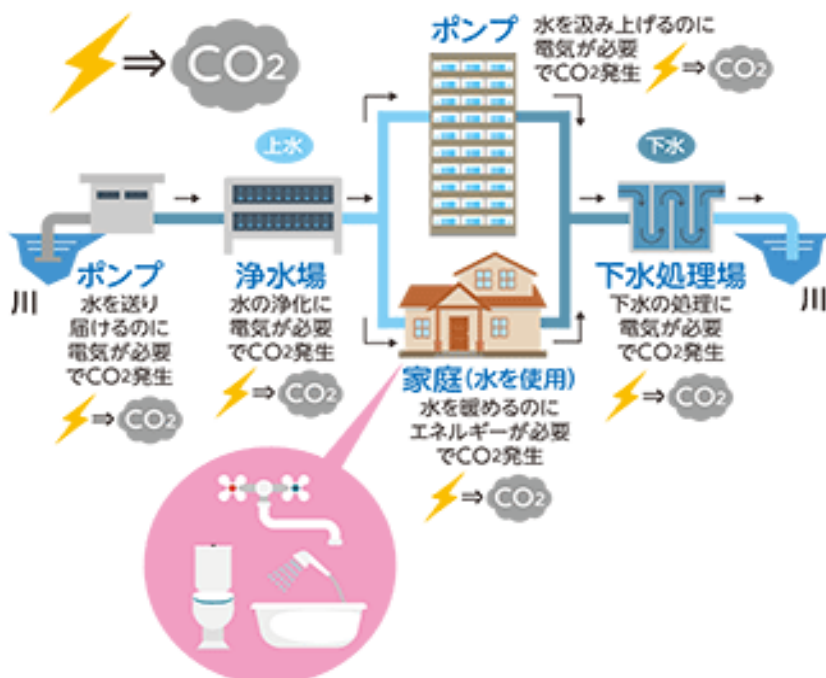 CO2
ポンプ
水を汲み上げるのに
電気が必要
でCO2発生
CO2
上水
下水
川
ポンプ
水を送り
届けるのに
電気が必要
でCO2発生
CO2
浄水場
水の浄化に
電気が必要
でCO2発生
CO2
家庭(水を使用)
水を暖めるのに
エネルギーが必要
でCO2発生
CO2
下水処理場
下水の処理に
電気が必要
でCO2発生
CO2
川